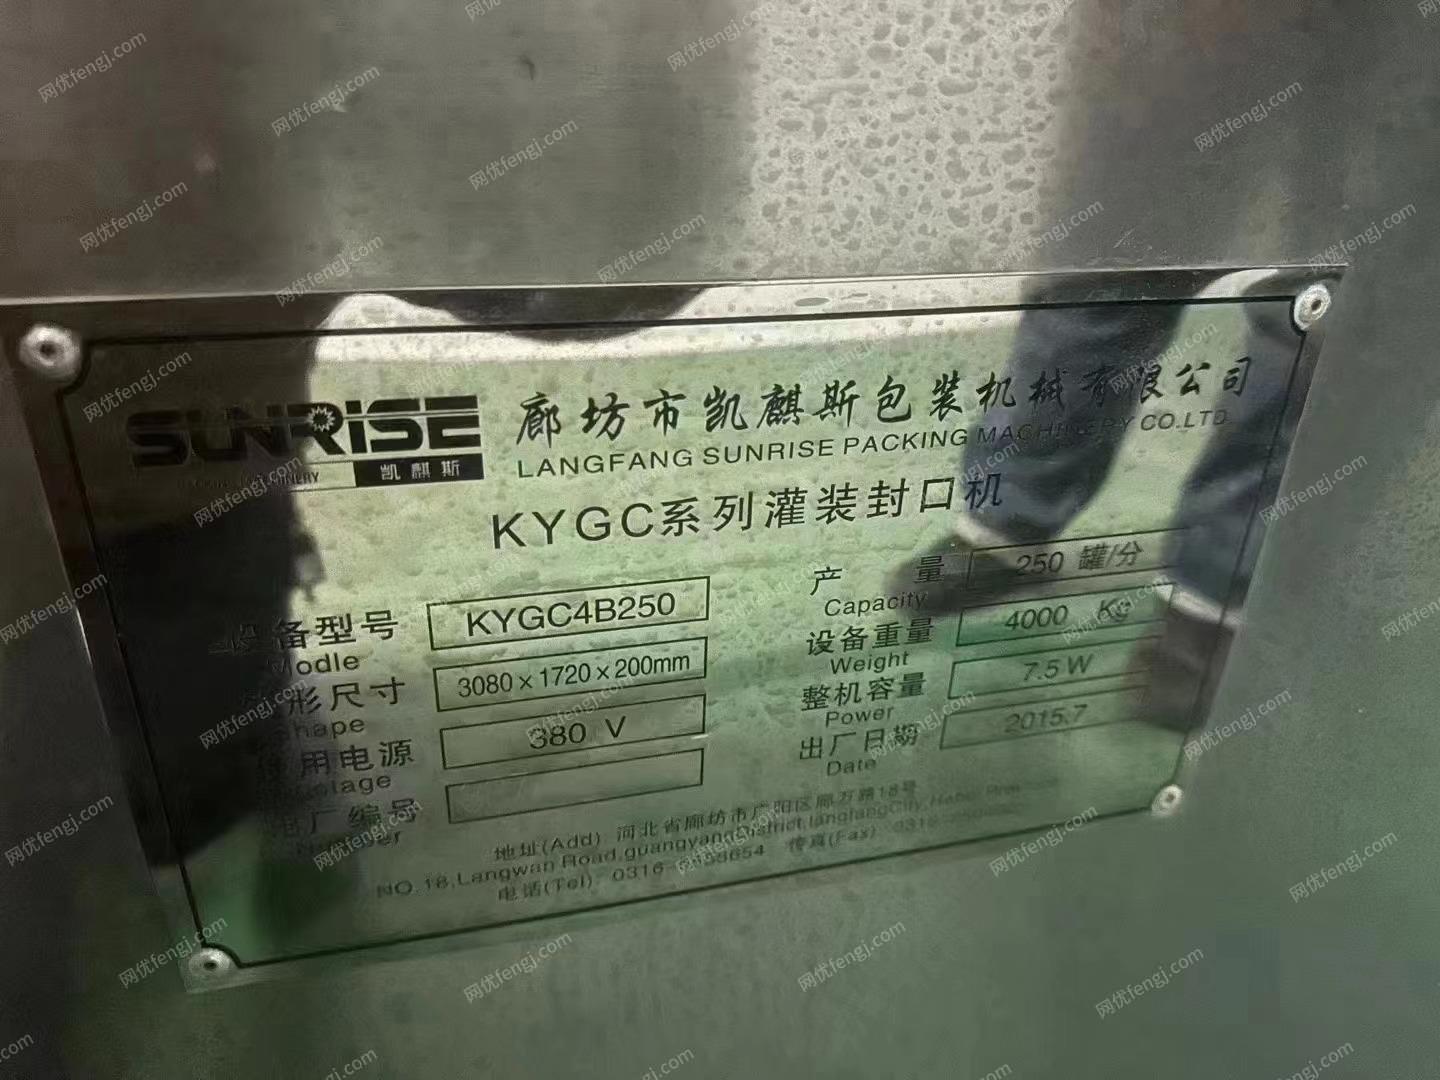 SUNRISE
凯麒斯
廊坊市凯麒斯包装机械有限公司
LANGFANG SUNRISE PACKING MACHINERY CO.LTD
KYGC系列灌装封口机
设备型号 KYGC4B250
Modle
形尺寸 3080×1720×200mm
Shape
用电源 380 V
厂编号
产量 250 罐/分
Capacity
设备重量 4000 Kg
Weight
整机容量 7.5W
Power
出厂日期 2015.7
Date
地址(Add) 河北省廊坊市广阳区廊万路18号
NO.18,Langwan Road,guangyangDistrict,langfangCity,Hebei
电话(Tel) 0316- 传真(Fax) 0316-
网优fengj.com